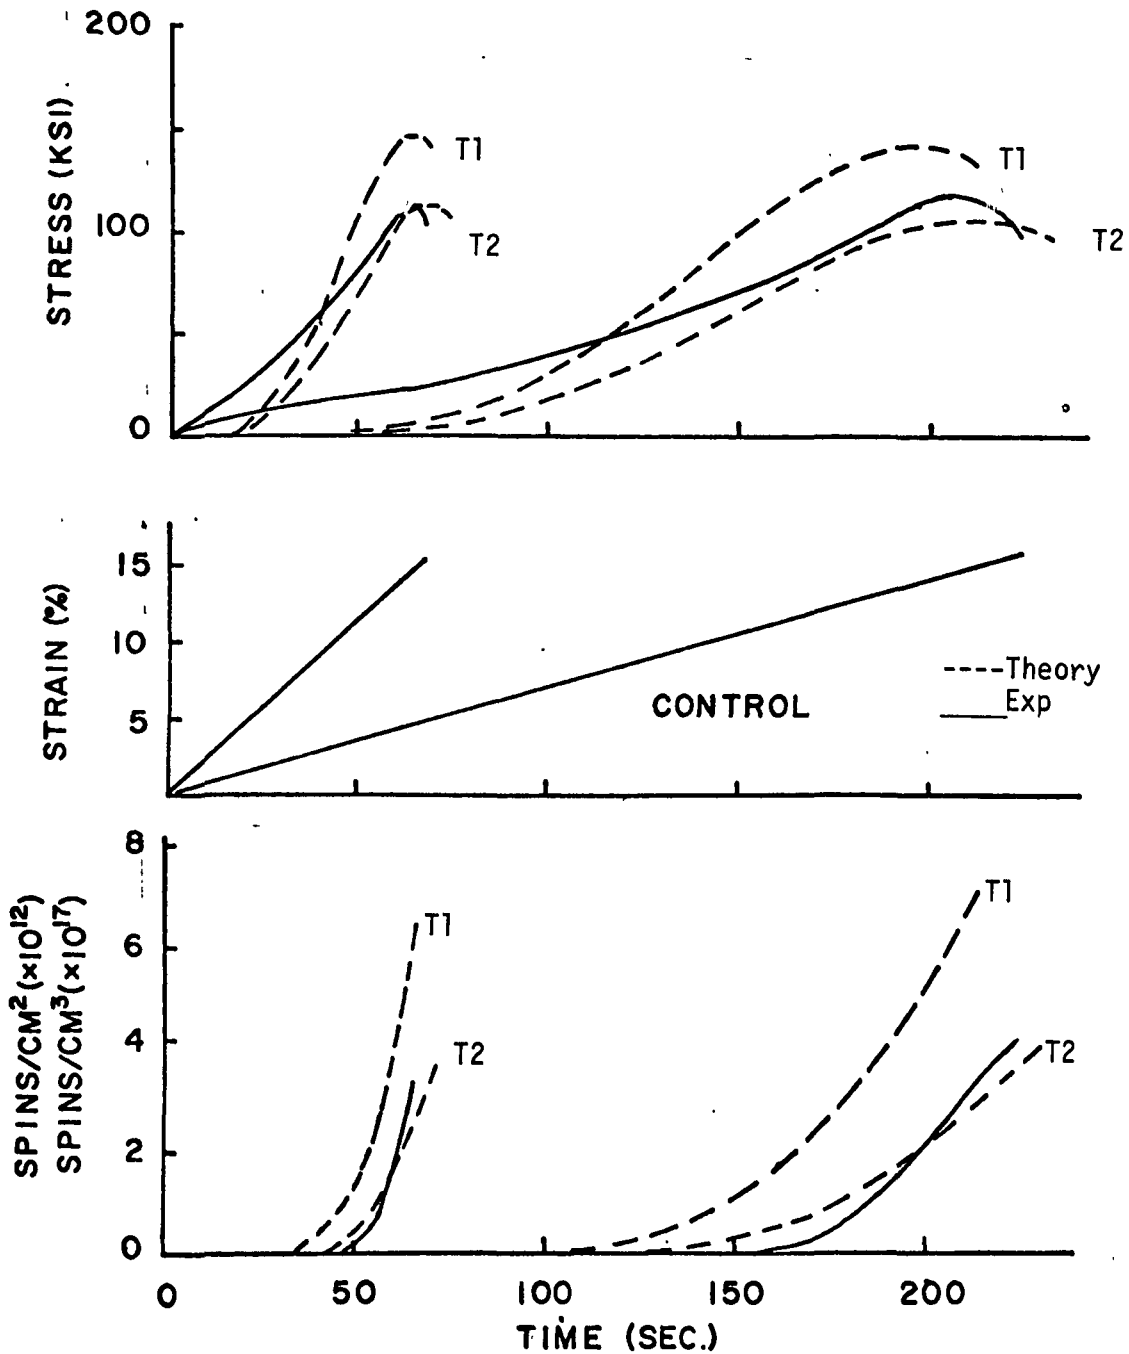 200
100
0
STRESS (KSI)
T1
T2
T1
T2
15
10
5
STRAIN (%)
CONTROL
----Theory
Exp
8
6
4
2
0
SPINS/CM² (×10¹²)
SPINS/CM³ (×10¹⁷)
T1
T2
T1
T2
0 50 100 150 200
TIME (SEC.)